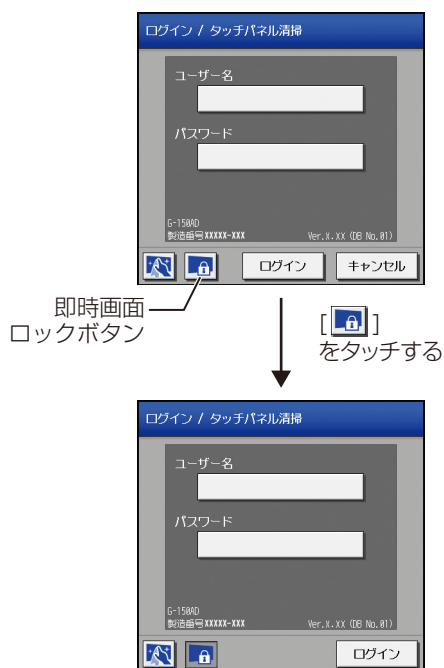 ログイン / タッチパネル清掃
ユーザー名
パスワード
G-150AD
製造番号XXXXX-XXX
Ver.X.XX (DB No.01)
ログイン
キャンセル
即時画面
ロックボタン
[ ]
をタッチする
ログイン / タッチパネル清掃
ユーザー名
パスワード
G-150AD
製造番号XXXXX-XXX
Ver.X.XX (DB No.01)
ログイン